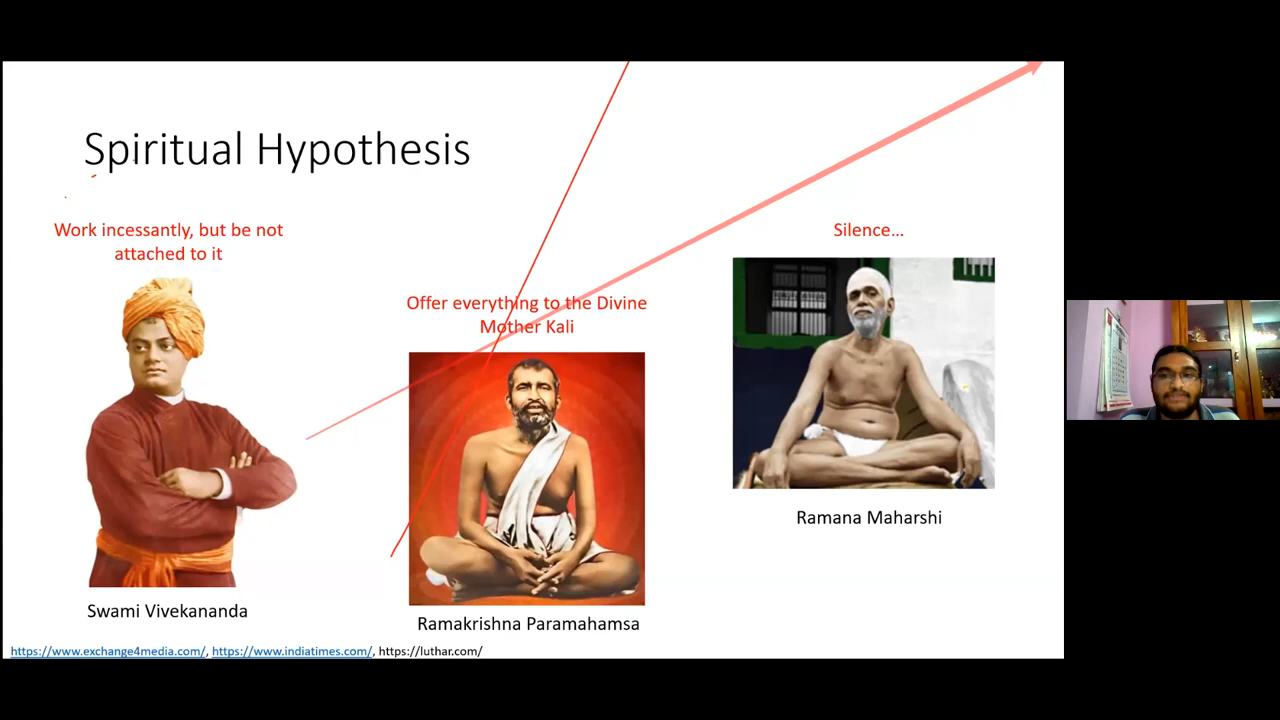 Spiritual Hypothesis
Work incessantly, but be not
attached to it
Swami Vivekananda
Offer everything to the Divine
Mother Kali
Ramakrishna Paramahamsa
Silence...
Ramana Maharshi
https://www.exchange4media.com/, https://www.indiatimes.com/, https://luthar.com/